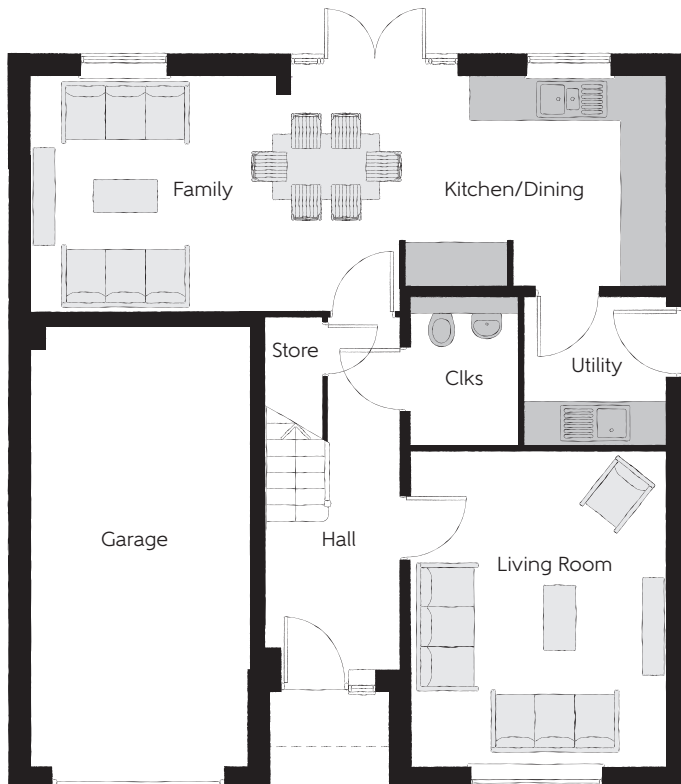 Family
Kitchen/Dining
Store
Clks
Utility
Garage
Hall
Living Room